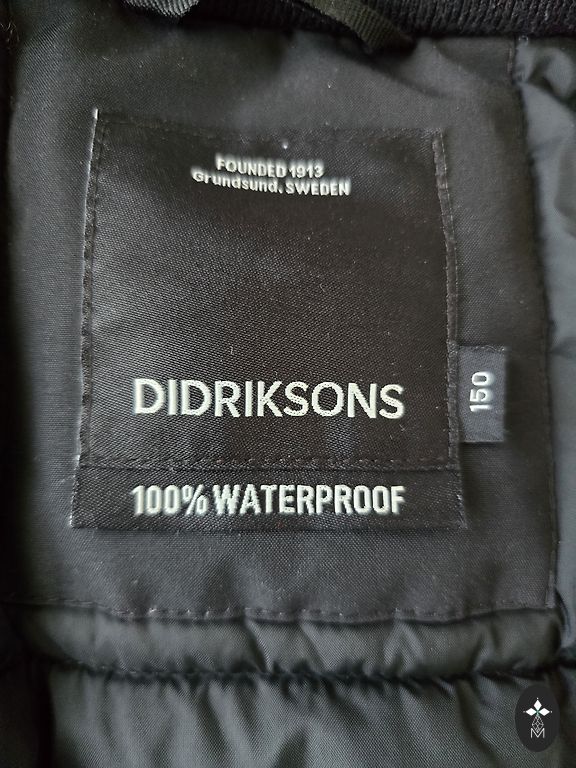 FOUNDED 1913
Grundsund, SWEDEN
DIDRIKSONS
150
100% WATERPROOF